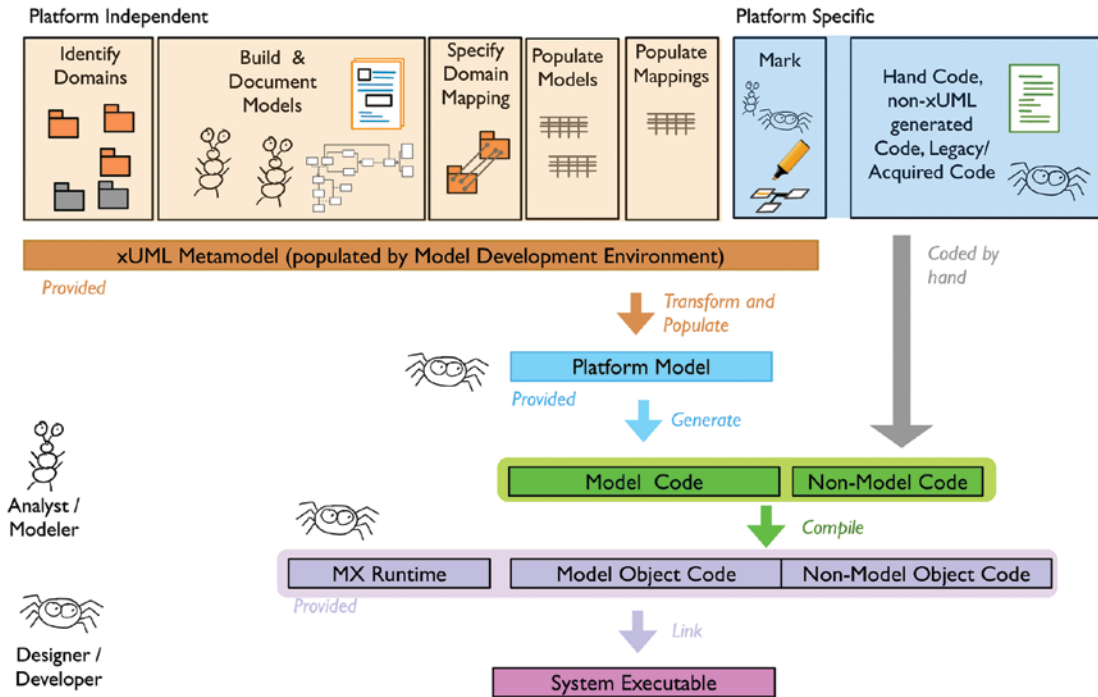 Platform Independent
Platform Specific
Identify
Domains
Build &
Document
Models
Specify
Domain
Mapping
Populate
Models
Populate
Mappings
Mark
Hand Code,
non-xUML
generated
Code, Legacy/
Acquired Code
xUML Metamodel (populated by Model Development Environment)
Provided
Coded by
hand
Transform and
Populate
Platform Model
Provided
Generate
Analyst /
Modeler
Model Code
Non-Model Code
Compile
MX Runtime
Model Object Code
Non-Model Object Code
Provided
Link
Designer /
Developer
System Executable